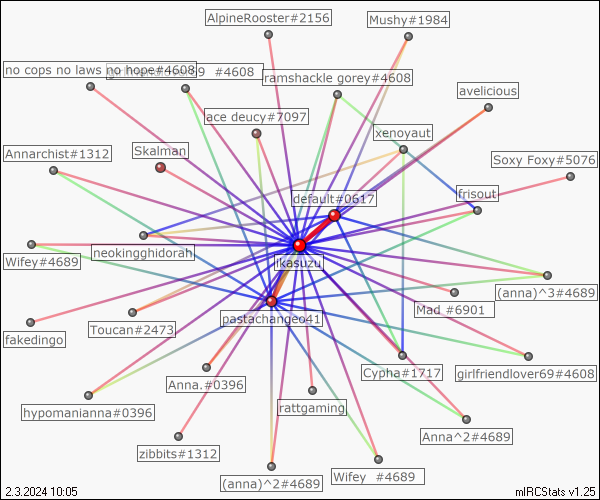 AlpineRooster#2156
Mushy#1984
no cops no laws no hope#4608
#4608
ramshackle gorey#4608
avelicious
ace deucy#7097
xenoyaut
Annarchist#1312
Skalman
Soxy Foxy#5076
default#0617
frisout
neokingghidorah
Wifey#4689
ikasuzu
(anna)^3#4689
Mad #6901
pastachangeo41
fakedingo
Toucan#2473
Cypha#1717
girlfriendlover69#4608
Anna.#0396
rattgaming
hypomanianna#0396
Anna^2#4689
zibbits#1312
(anna)^2#4689
Wifey #4689
2.3.2024 10:05
mIRCStats v1.25